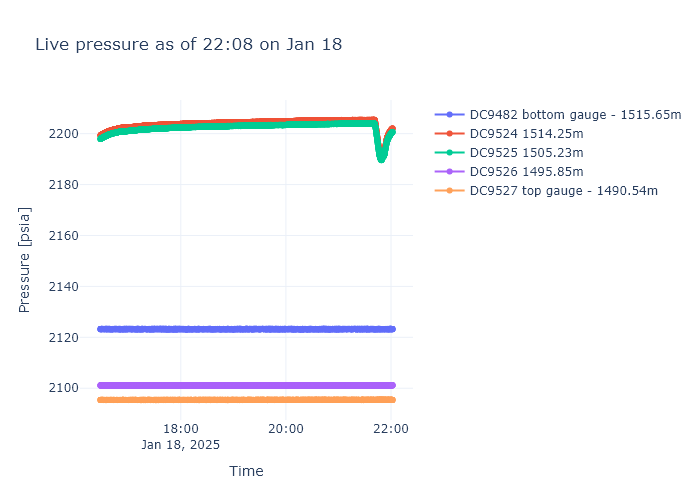 Live pressure as of 22:08 on Jan 18
DC9482 bottom gauge - 1515.65m
DC9524 1514.25m
DC9525 1505.23m
DC9526 1495.85m
DC9527 top gauge - 1490.54m
Pressure [psia]
2200
2180
2160
2140
2120
2100
18:00
Jan 18, 2025
20:00
22:00
Time